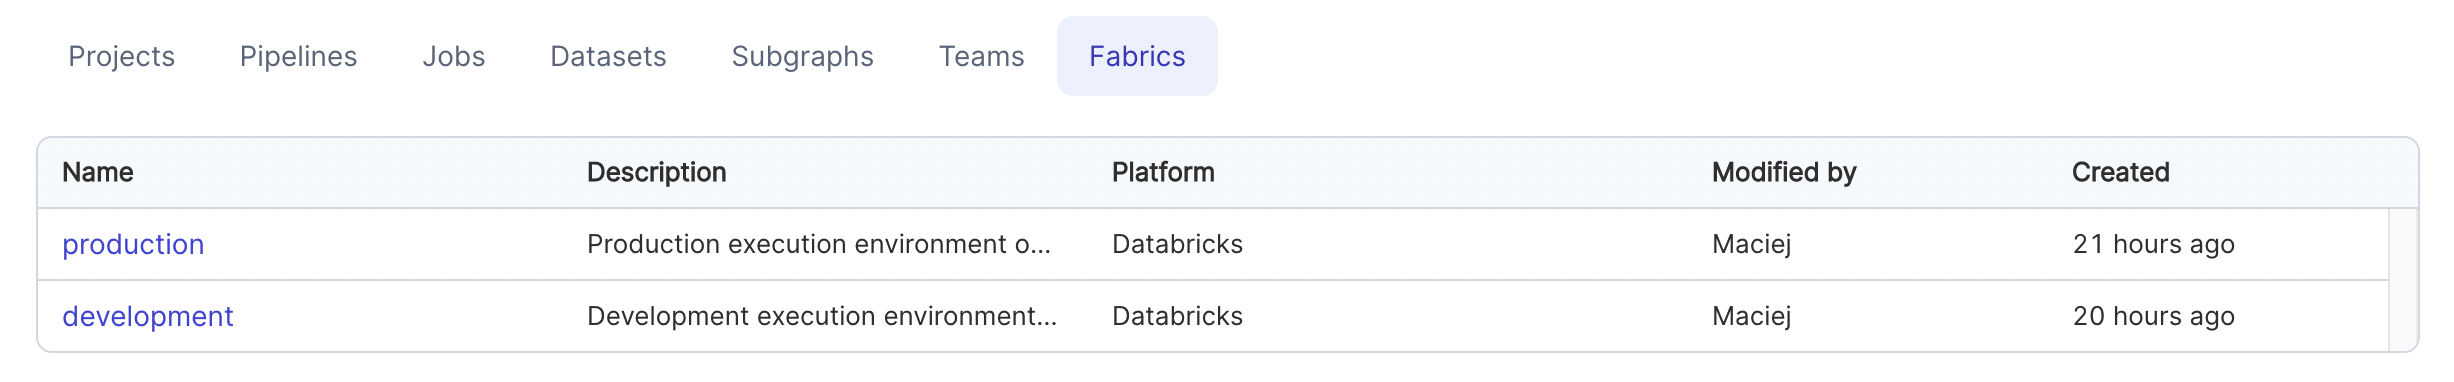 Projects Pipelines Jobs Datasets Subgraphs Teams Fabrics
Name Description Platform Modified by Created
production Production execution environment o... Databricks Maciej 21 hours ago
development Development execution environment... Databricks Maciej 20 hours ago